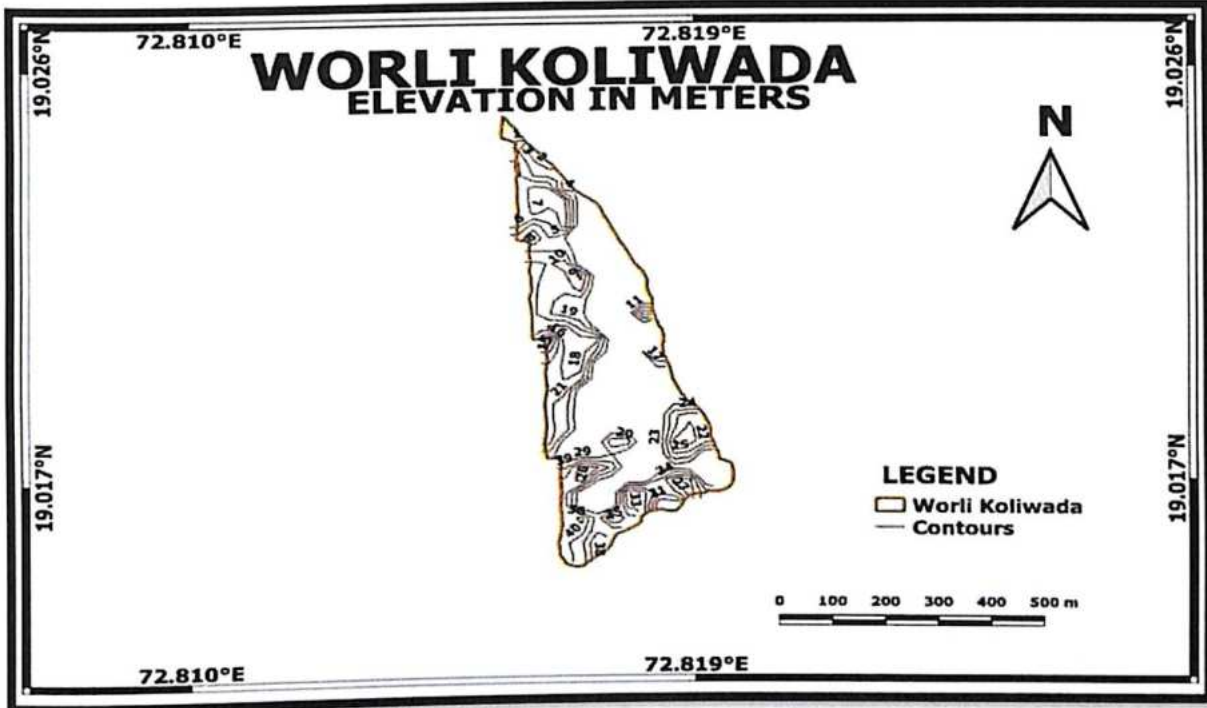 72.810°E
72.819°E
19.026°N
19.026°N
WORLI KOLIWADA
ELEVATION IN METERS
N
7
19
11
18
21
24
23
25
20
29
19.017°N
19.017°N
LEGEND
Worli Koliwada
Contours
0 100 200 300 400 500 m
72.810°E
72.819°E